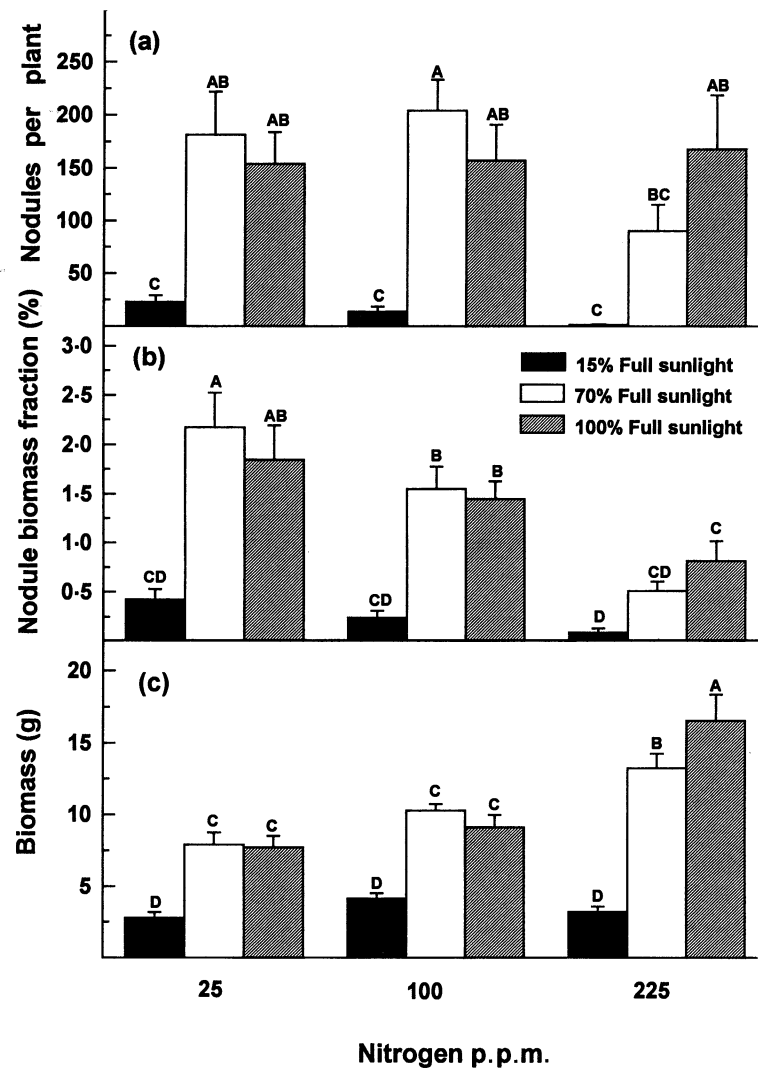 Nodules per plant
(a)
250
200
150
100
50
C
AB
AB
C
A
AB
C
BC
AB
Nodule biomass fraction (%)
(b)
3·0
2·5
2·0
1·5
1·0
0·5
15% Full sunlight
70% Full sunlight
100% Full sunlight
CD
A
AB
CD
B
B
D
CD
C
Biomass (g)
(c)
20
15
10
5
D
C
C
D
C
C
D
B
A
25
100
225
Nitrogen p.p.m.